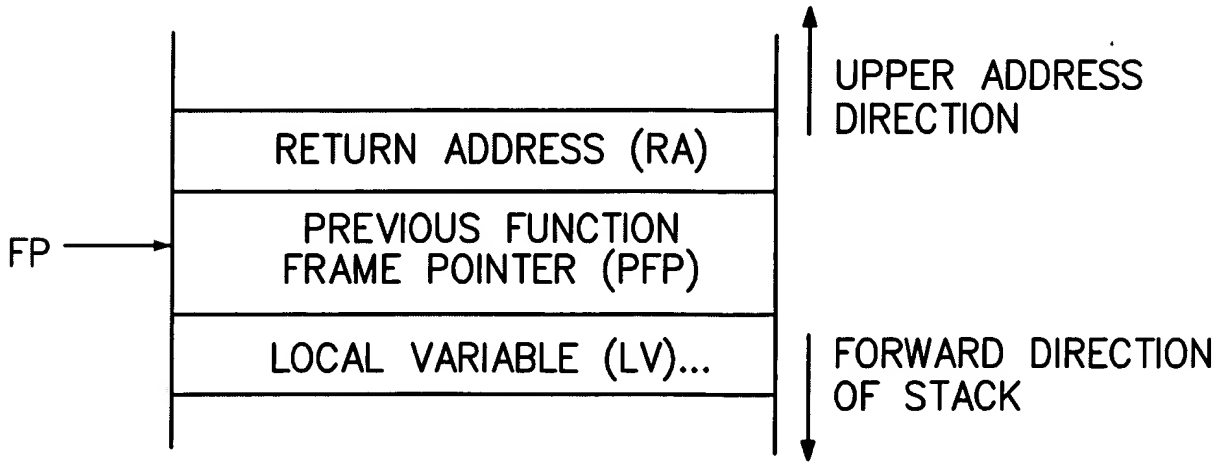 UPPER ADDRESS
DIRECTION
RETURN ADDRESS (RA)
FP
PREVIOUS FUNCTION
FRAME POINTER (PFP)
LOCAL VARIABLE (LV)...
FORWARD DIRECTION
OF STACK